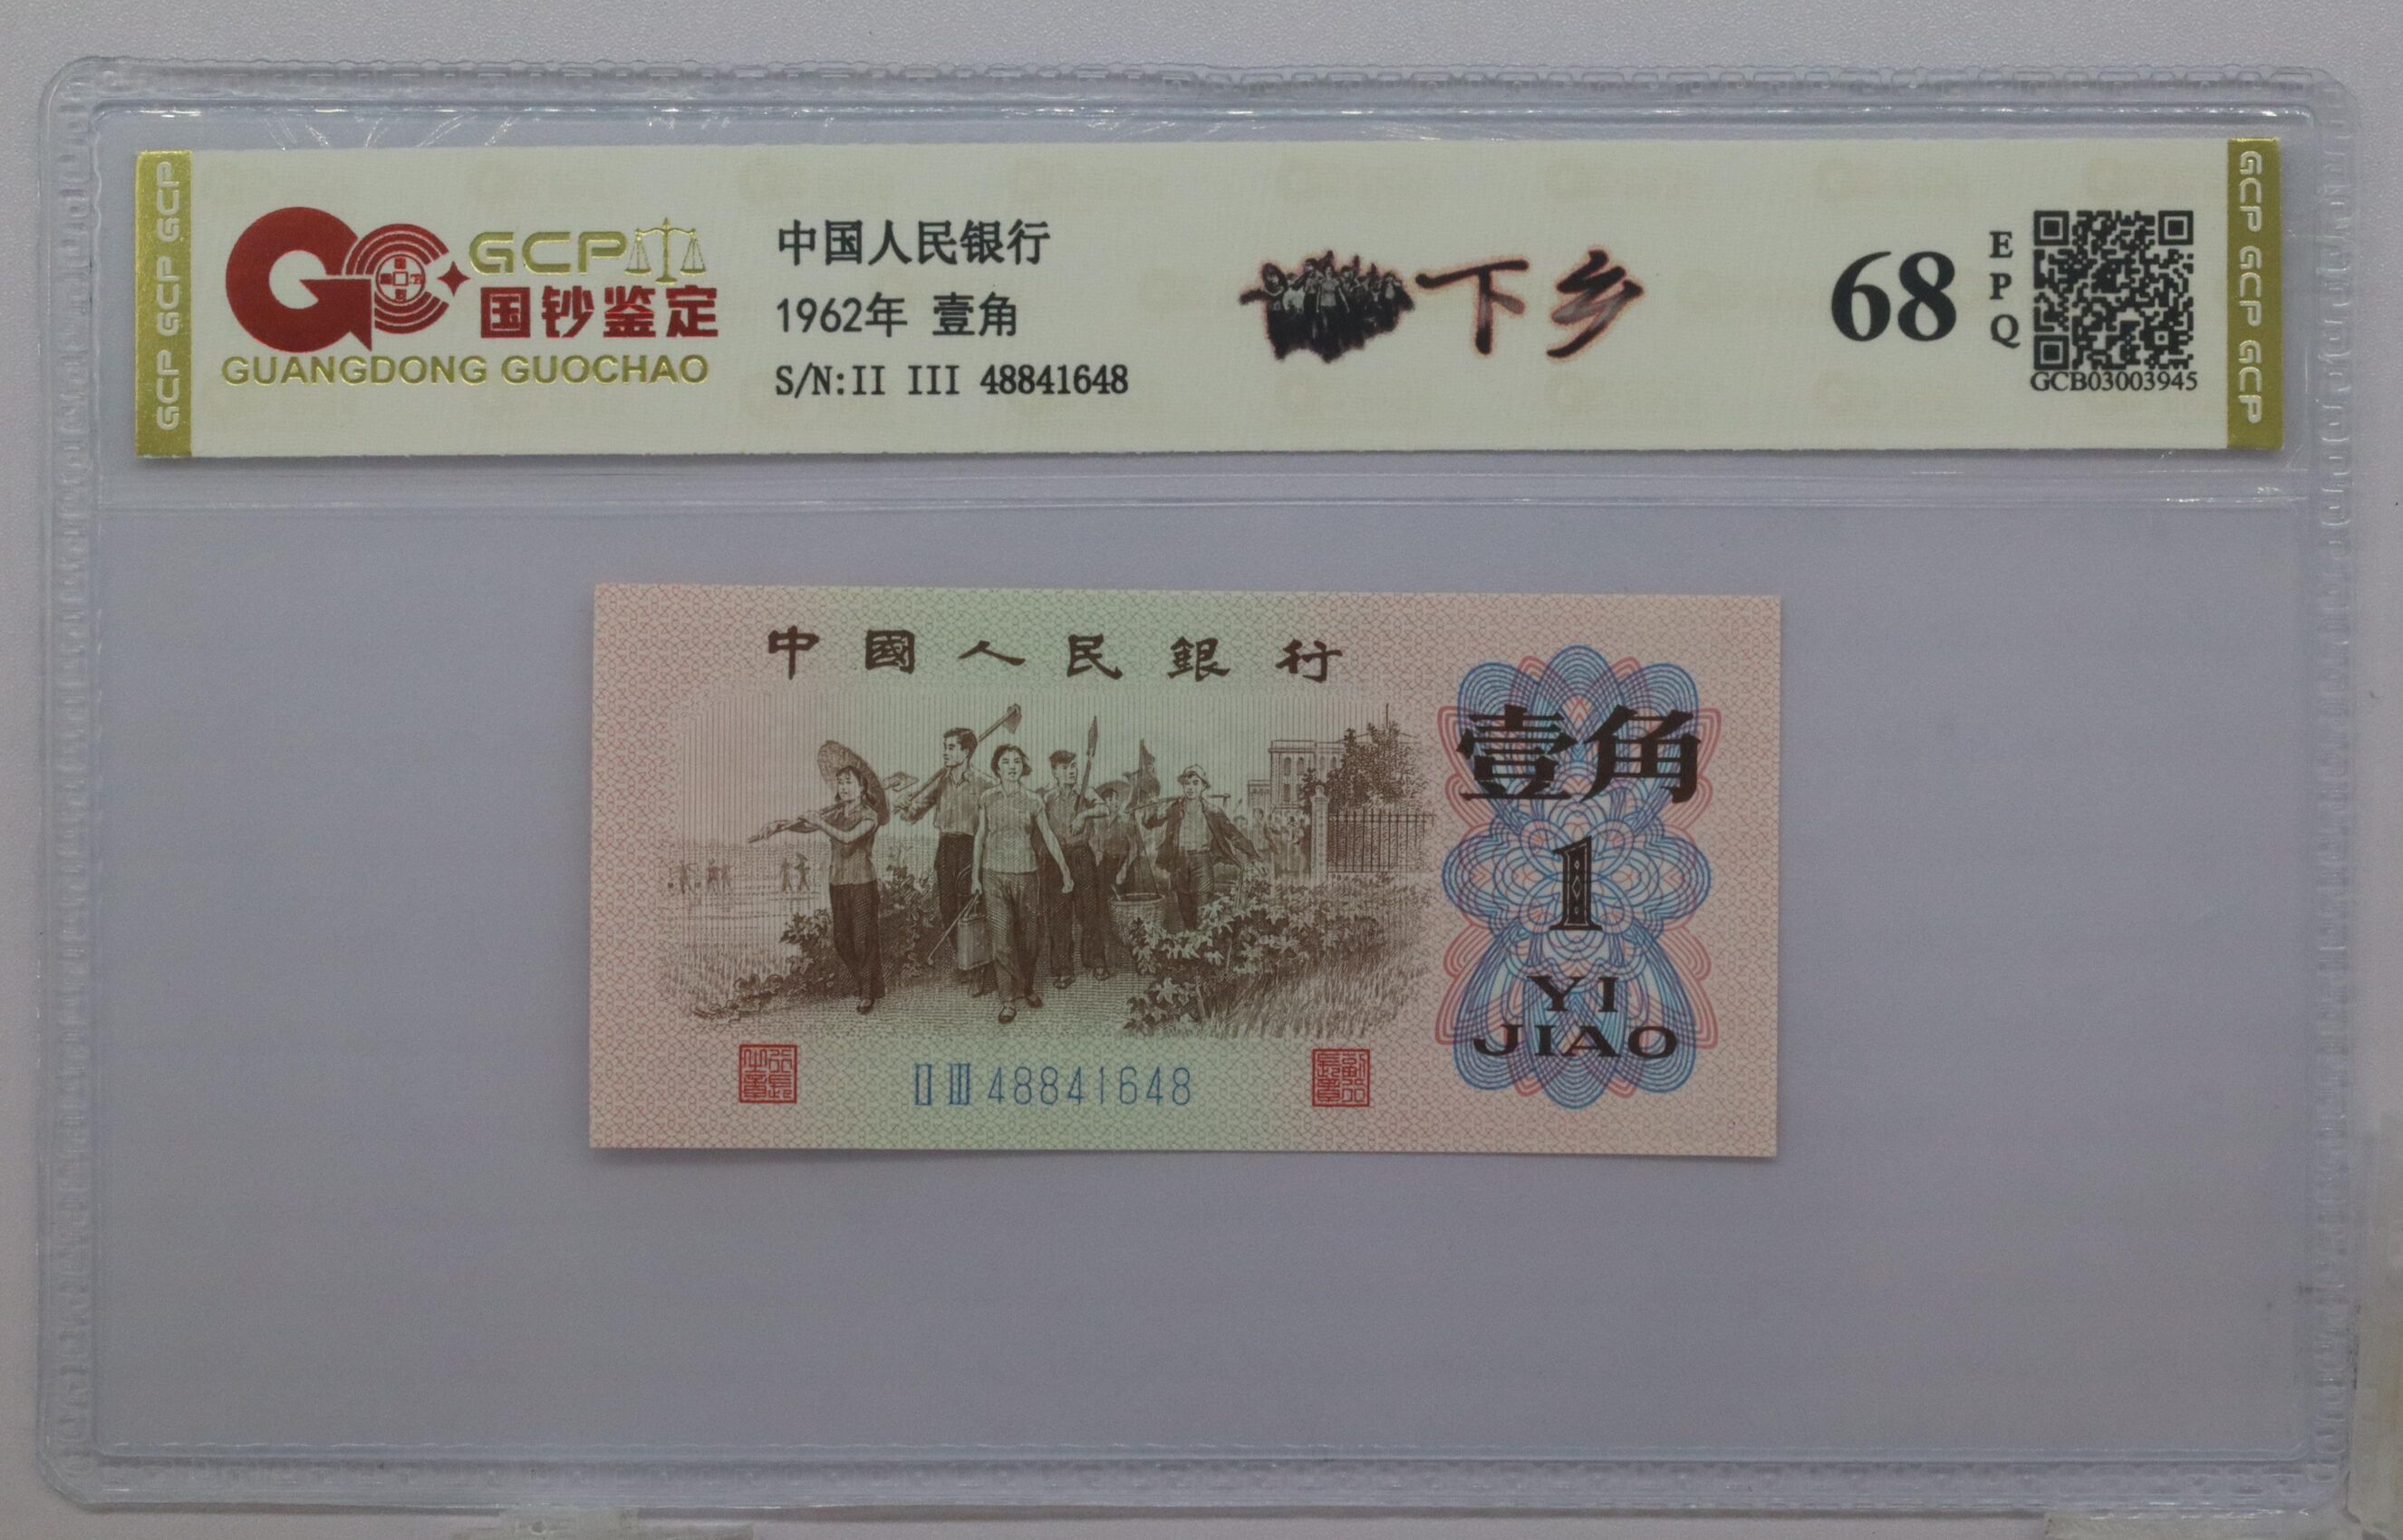 GCP GCP GCP
GCP
国钞鉴定
GUANGDONG GUOCHAO
中国人民银行
1962年 壹角
S/N:II III 48841648
下乡
68
EPQ
GCB03003945
GCP GCP GCP
中國人民銀行
壹角
1
YI
JIAO
II III 48841648